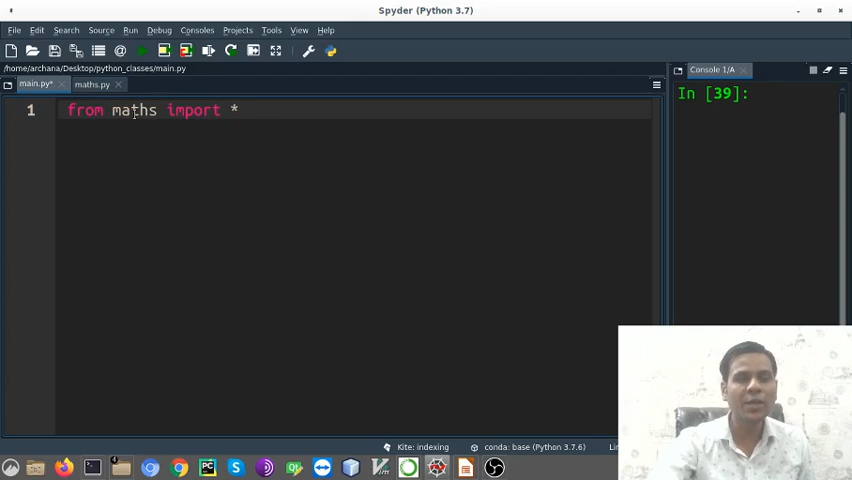 Spyder (Python 3.7)
File Edit Search Source Run Debug Consoles Projects Tools View Help
/home/archana/Desktop/python_classes/main.py
main.py* maths.py
Console 1/A
1 from maths import *
In [39]:
Kite: indexing conda: base (Python 3.7.6)